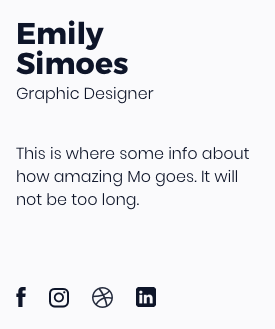 Emily
Simoes
Graphic Designer
This is where some info about
how amazing Mo goes. It will
not be too long.